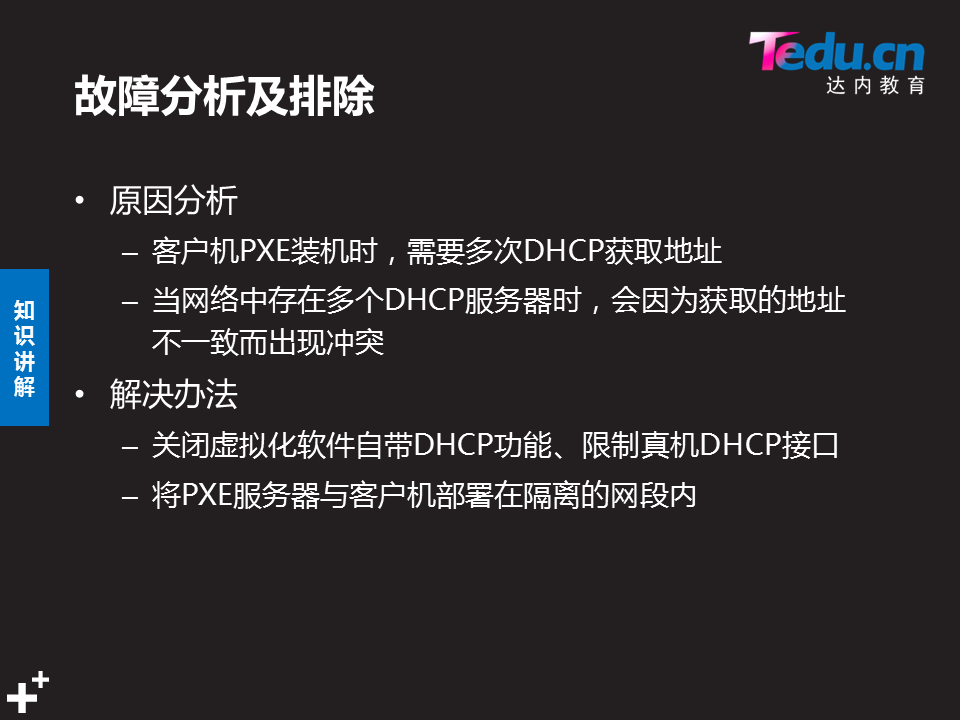 Tedu.cn
达内教育
故障分析及排除
• 原因分析
– 客户机PXE装机时，需要多次DHCP获取地址
– 当网络中存在多个DHCP服务器时，会因为获取的地址
不一致而出现冲突
• 解决办法
– 关闭虚拟化软件自带DHCP功能、限制真机DHCP接口
– 将PXE服务器与客户机部署在隔离的网段内
知识讲解